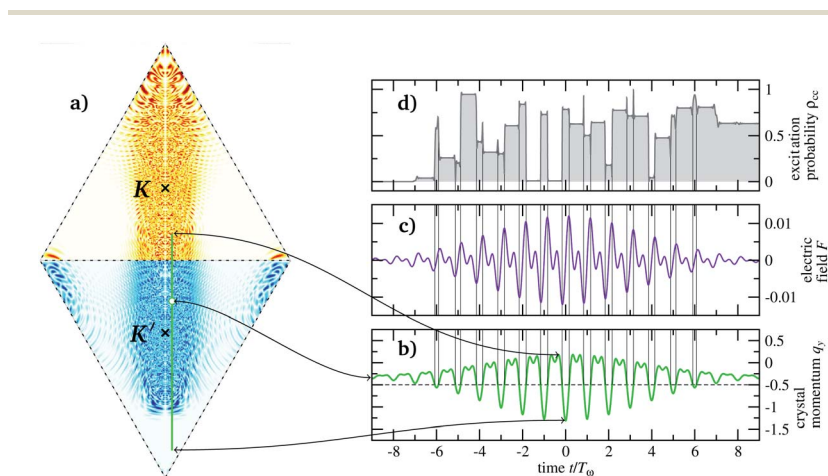 a)
K
K′
d)
1
0.5
0
excitation
probability ρcc
c)
0.01
0
-0.01
electric
field F
b)
0.5
0
-0.5
-1
-1.5
crystal
momentum qy
-8 -6 -4 -2 0 2 4 6 8
time t/Tω